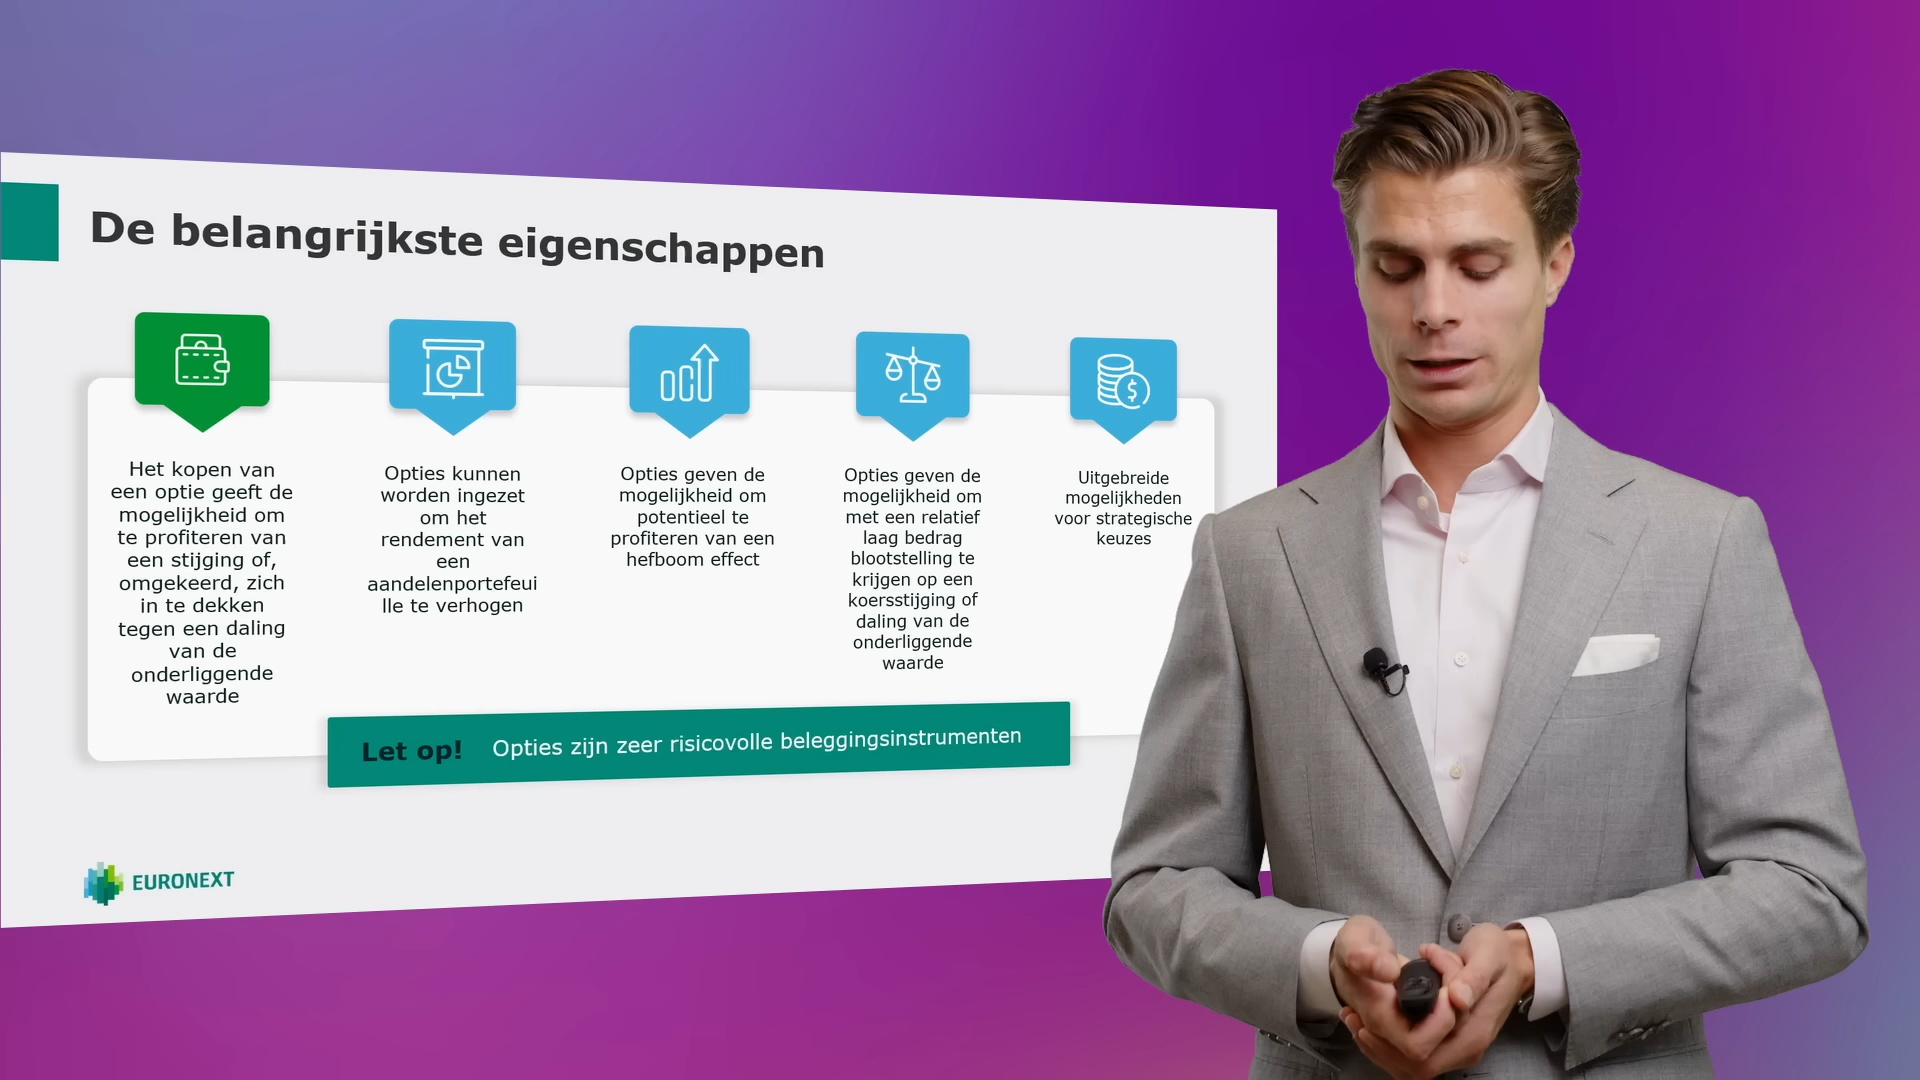 De belangrijkste eigenschappen
Het kopen van
een optie geeft de
mogelijkheid om
te profiteren van
een stijging of,
omgekeerd, zich
in te dekken
tegen een daling
van de
onderliggende
waarde
Opties kunnen
worden ingezet
om het
rendement van
een
aandelenportefeui
lle te verhogen
Opties geven de
mogelijkheid om
potentieel te
profiteren van een
hefboom effect
Opties geven de
mogelijkheid om
met een relatief
laag bedrag
blootstelling te
krijgen op een
koersstijging of
daling van de
onderliggende
waarde
Uitgebreide
mogelijkheden
voor strategische
keuzes
Let op! Opties zijn zeer risicovolle beleggingsinstrumenten
EURONEXT